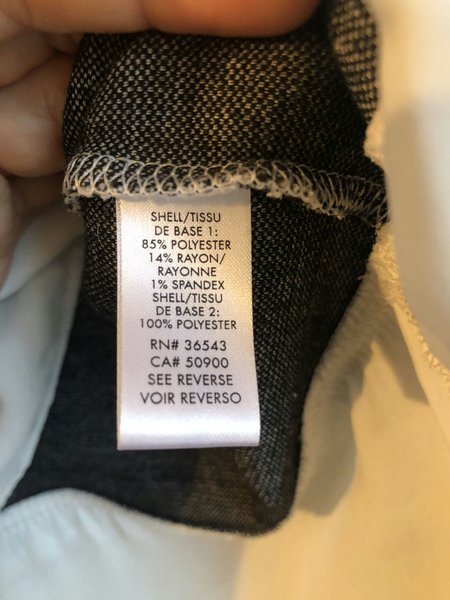 SHELL/TISSU
DE BASE 1:
85% POLYESTER
14% RAYON/
RAYONNE
1% SPANDEX
SHELL/TISSU
DE BASE 2:
100% POLYESTER
RN# 36543
CA# 50900
SEE REVERSE
VOIR REVERSO